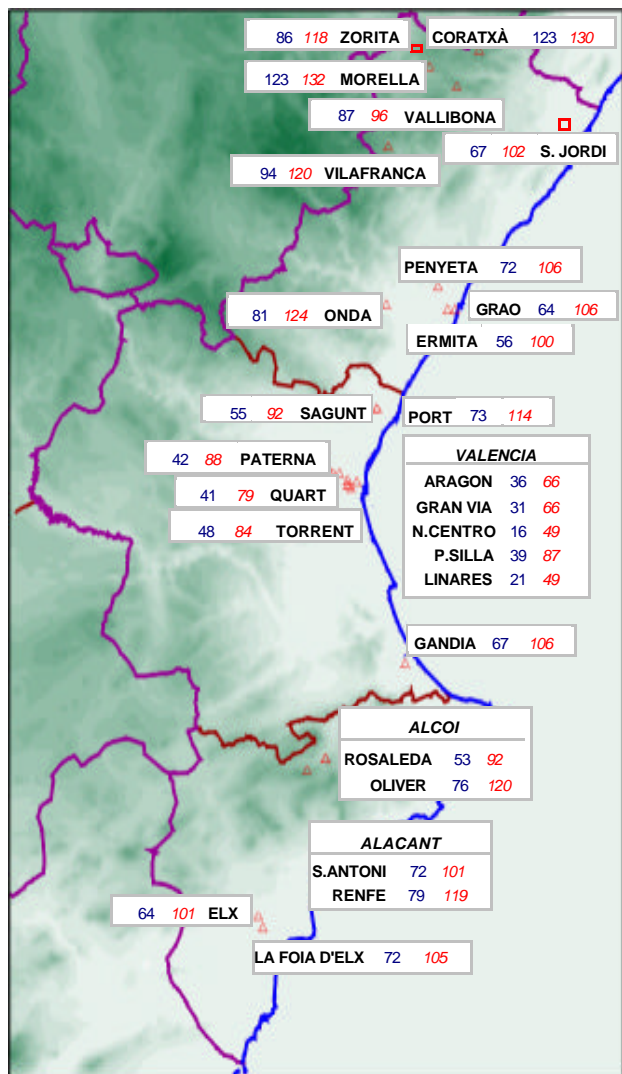 86 118 ZORITA
CORATXÀ 123 130
123 132 MORELLA
87 96 VALLIBONA
67 102 S. JORDI
94 120 VILAFRANCA
PENYETA 72 106
81 124 ONDA
GRAO 64 106
ERMITA 56 100
55 92 SAGUNT
PORT 73 114
42 88 PATERNA
41 79 QUART
48 84 TORRENT
VALENCIA
ARAGON 36 66
GRAN VIA 31 66
N.CENTRO 16 49
P.SILLA 39 87
LINARES 21 49
GANDIA 67 106
ALCOI
ROSALEDA 53 92
OLIVER 76 120
ALACANT
S.ANTONI 72 101
RENFE 79 119
64 101 ELX
LA FOIA D'ELX 72 105